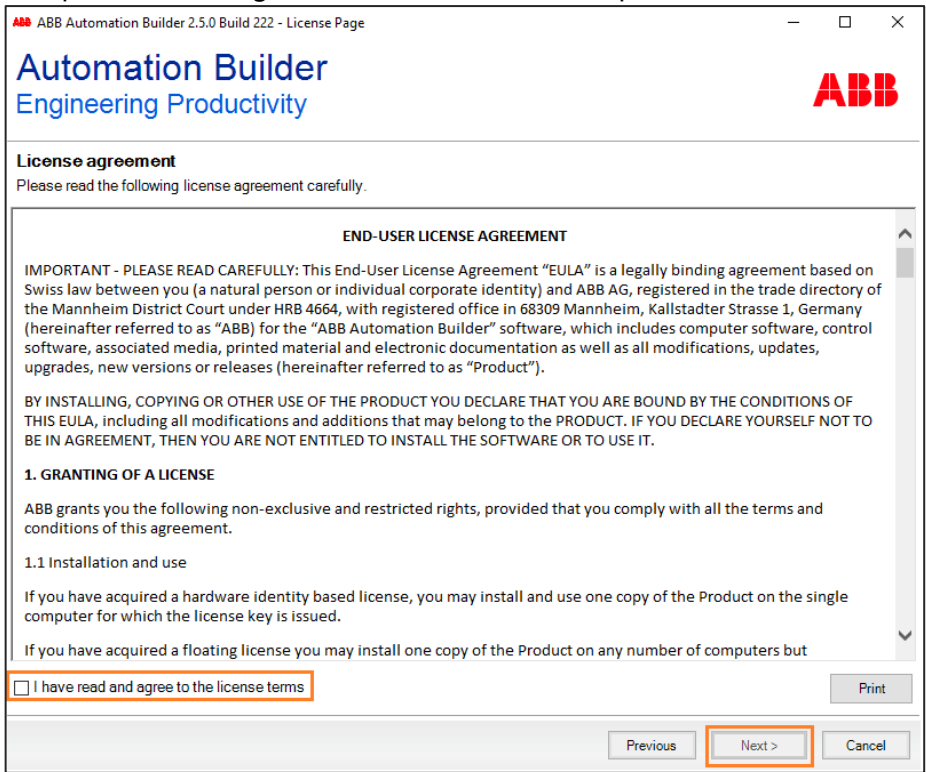 ABB ABB Automation Builder 2.5.0 Build 222 - License Page
Automation Builder
Engineering Productivity
ABB
License agreement
Please read the following license agreement carefully.
END-USER LICENSE AGREEMENT
IMPORTANT - PLEASE READ CAREFULLY: This End-User License Agreement “EULA” is a legally binding agreement based on
Swiss law between you (a natural person or individual corporate identity) and ABB AG, registered in the trade directory of
the Mannheim District Court under HRB 4664, with registered office in 68309 Mannheim, Kallstadter Strasse 1, Germany
(hereinafter referred to as “ABB) for the “ABB Automation Builder” software, which includes computer software, control
software, associated media, printed material and electronic documentation as well as all modifications, updates,
upgrades, new versions or releases (hereinafter referred to as “Product”).
BY INSTALLING, COPYING OR OTHER USE OF THE PRODUCT YOU DECLARE THAT YOU ARE BOUND BY THE CONDITIONS OF
THIS EULA, including all modifications and additions that may belong to the PRODUCT. IF YOU DECLARE YOURSELF NOT TO
BE IN AGREEMENT, THEN YOU ARE NOT ENTITLED TO INSTALL THE SOFTWARE OR TO USE IT.
1. GRANTING OF A LICENSE
ABB grants you the following non-exclusive and restricted rights, provided that you comply with all the terms and
conditions of this agreement.
1.1 Installation and use
If you have acquired a hardware identity based license, you may install and use one copy of the Product on the single
computer for which the license key is issued.
If you have acquired a floating license you may install one copy of the Product on any number of computers but
I have read and agree to the license terms
Print
Previous
Next >
Cancel